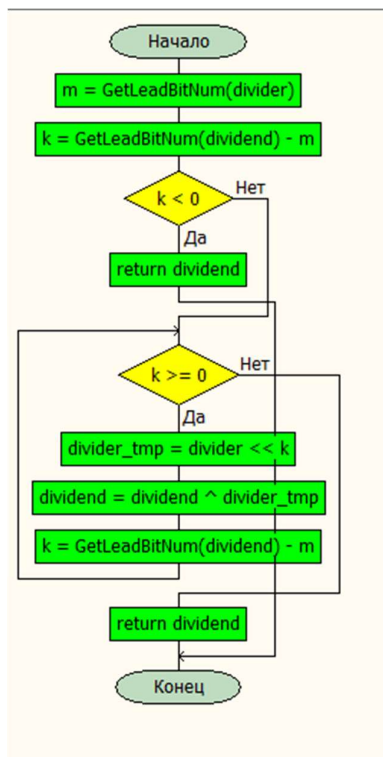 Начало
m = GetLeadBitNum(divider)
k = GetLeadBitNum(dividend) - m
k < 0
Нет
Да
return dividend
k >= 0
Нет
Да
divider_tmp = divider << k
dividend = dividend ^ divider_tmp
k = GetLeadBitNum(dividend) - m
return dividend
Конец